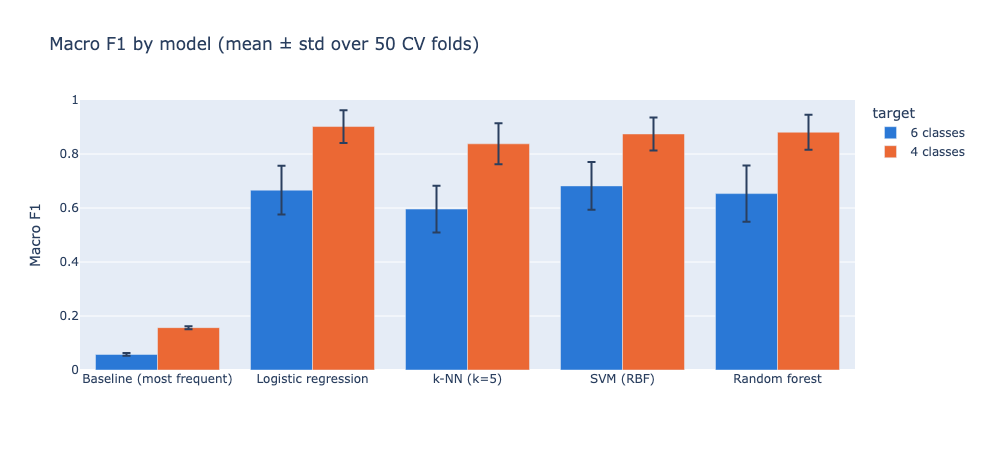 Macro F1 by model (mean ± std over 50 CV folds)
target
6 classes
4 classes
Macro F1
1
0.8
0.6
0.4
0.2
0
Baseline (most frequent)
Logistic regression
k-NN (k=5)
SVM (RBF)
Random forest